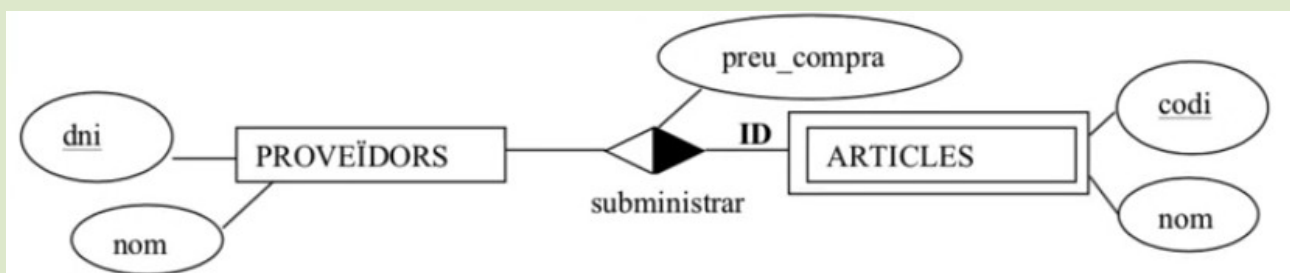 preu_compra
dni
codi
PROVEÏDORS
ID
ARTICLES
subministrar
nom
nom